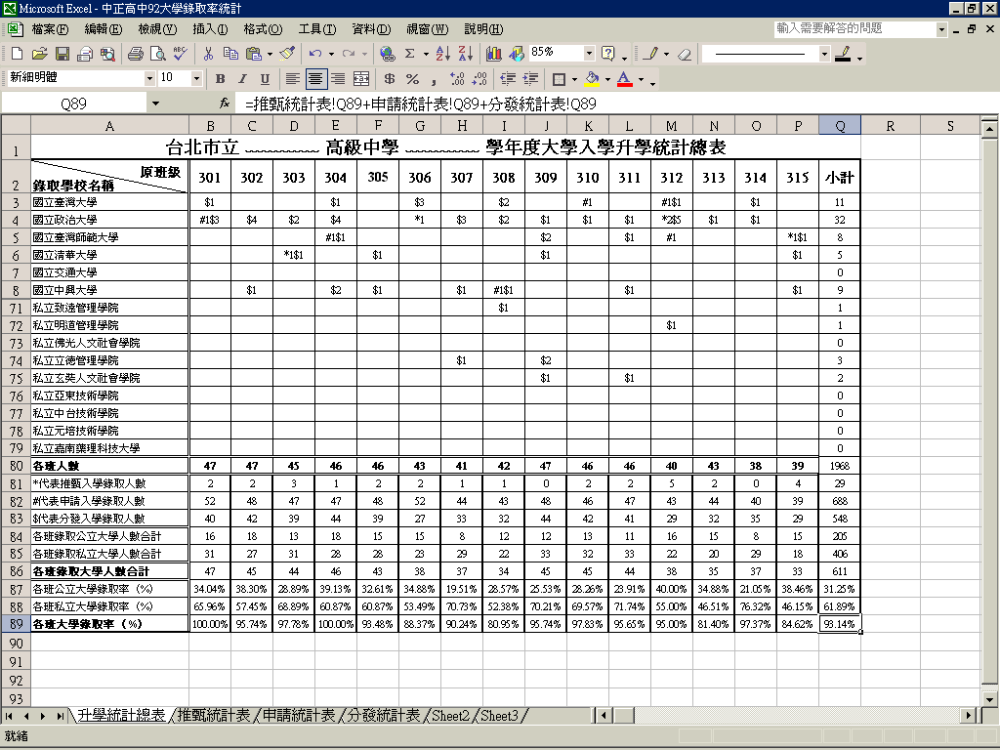 Microsoft Excel - 中正高中92大學錄取率統計
檔案(F) 編輯(E) 檢視(V) 插入(I) 格式(O) 工具(T) 資料(D) 視窗(W) 說明(H) 輸入需要解答的問題
85%
新細明體 10 B I U $ % ,
Q89 fx =推甄統計表!Q89+申請統計表!Q89+分發統計表!Q89
A B C D E F G H I J K L M N O P Q R S
1 台北市立 高級中學 學年度大學入學升學統計總表
原班級
2 錄取學校名稱 301 302 303 304 305 306 307 308 309 310 311 312 313 314 315 小計
3 國立臺灣大學 $1 $1 $3 $2 #1 #1$1 $1 11
4 國立政治大學 #1$3 $4 $2 $4 *1 $3 $2 $1 $1 $1 *2$5 $1 $1 32
5 國立臺灣師範大學 #1$1 $2 $1 #1 *1$1 8
6 國立清華大學 *1$1 $1 $1 $1 5
7 國立交通大學 0
8 國立中興大學 $1 $2 $1 $1 #1$1 $1 $1 9
71 私立致遠管理學院 $1 1
72 私立明道管理學院 $1 1
73 私立佛光人文社會學院 0
74 私立立德管理學院 $1 $2 3
75 私立玄奘人文社會學院 $1 $1 2
76 私立亞東技術學院 0
77 私立中台技術學院 0
78 私立元培技術學院 0
79 私立嘉南藥理科技大學 0
80 各班人數 47 47 45 46 46 43 41 42 47 46 46 40 43 38 39 1968
81 *代表推甄入學錄取人數 2 2 3 1 2 2 1 1 0 2 2 5 2 0 4 29
82 #代表申請入學錄取人數 52 48 47 47 48 52 44 43 48 46 47 43 44 40 39 688
83 $代表分發入學錄取人數 40 42 39 44 39 27 33 32 44 42 41 29 32 35 29 548
84 各班錄取公立大學人數合計 16 18 13 18 15 15 8 12 12 13 11 16 15 8 15 205
85 各班錄取私立大學人數合計 31 27 31 28 28 23 29 22 33 32 33 22 20 29 18 406
86 各班錄取大學人數合計 47 45 44 46 43 38 37 34 45 45 44 38 35 37 33 611
87 各班公立大學錄取率（%） 34.04% 38.30% 28.89% 39.13% 32.61% 34.88% 19.51% 28.57% 25.53% 28.26% 23.91% 40.00% 34.88% 21.05% 38.46% 31.25%
88 各班私立大學錄取率（%） 65.96% 57.45% 68.89% 60.87% 60.87% 53.49% 70.73% 52.38% 70.21% 69.57% 71.74% 55.00% 46.51% 76.32% 46.15% 61.89%
89 各班大學錄取率（%） 100.00% 95.74% 97.78% 100.00% 93.48% 88.37% 90.24% 80.95% 95.74% 97.83% 95.65% 95.00% 81.40% 97.37% 84.62% 93.14%
90
91
92
93
升學統計總表 推甄統計表 申請統計表 分發統計表 Sheet2 Sheet3
就緒